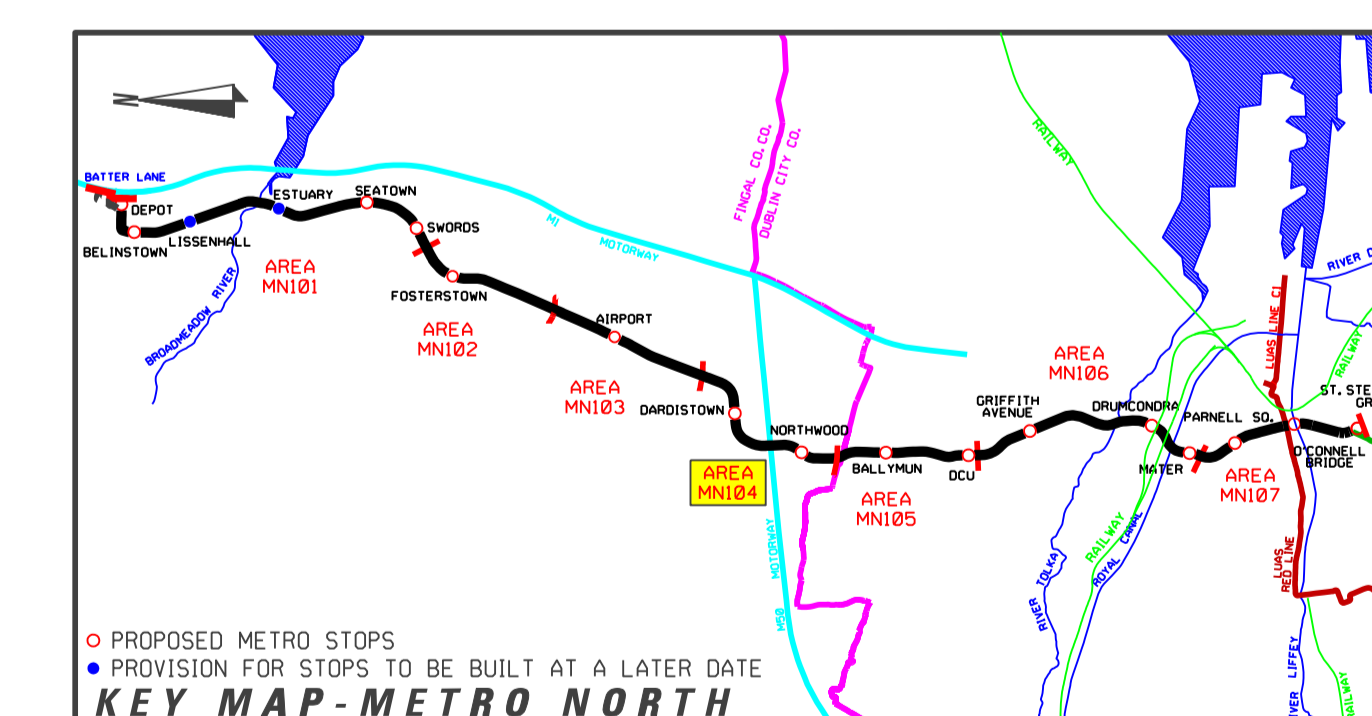 N
BATTER LANE
DEPOT
BELINSTOWN
LISSENHALL
ESTUARY
SEATOWN
SWORDS
FOSTERSTOWN
BROADMEADOW RIVER
AREA
MN101
AREA
MN102
AIRPORT
AREA
MN103
M1
MOTORWAY
FINGAL CO. CO.
DUBLIN CITY CO.
DARDISTOWN
NORTHWOOD
AREA
MN104
MOTORWAY
M50
BALLYMUN
AREA
MN105
DCU
GRIFFITH
AVENUE
AREA
MN106
DRUMCONDRA
MATER
PARNELL SQ.
AREA
MN107
O'CONNELL
BRIDGE
ST. STE
GR
RAILWAY
RAILWAY
RAILWAY
RIVER TOLKA
ROYAL CANAL
LUAS LINE C1
LUAS
RED LINE
RIVER
VER LIFFEY
AILWAY
PROPOSED METRO STOPS
PROVISION FOR STOPS TO BE BUILT AT A LATER DATE
KEY MAP-METRO NORTH